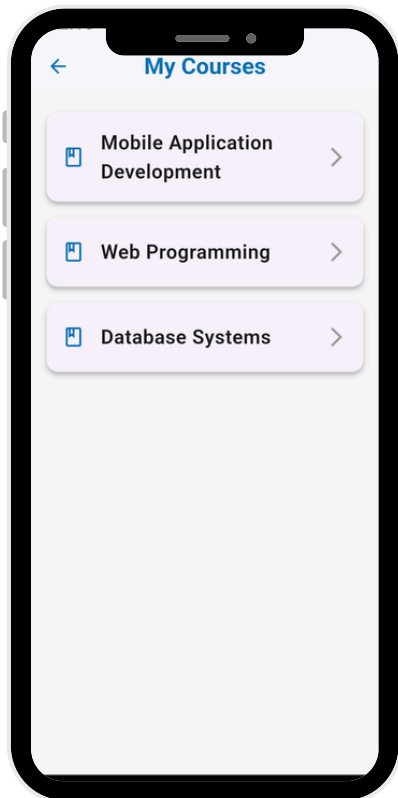 My Courses
Mobile Application
Development
Web Programming
Database Systems